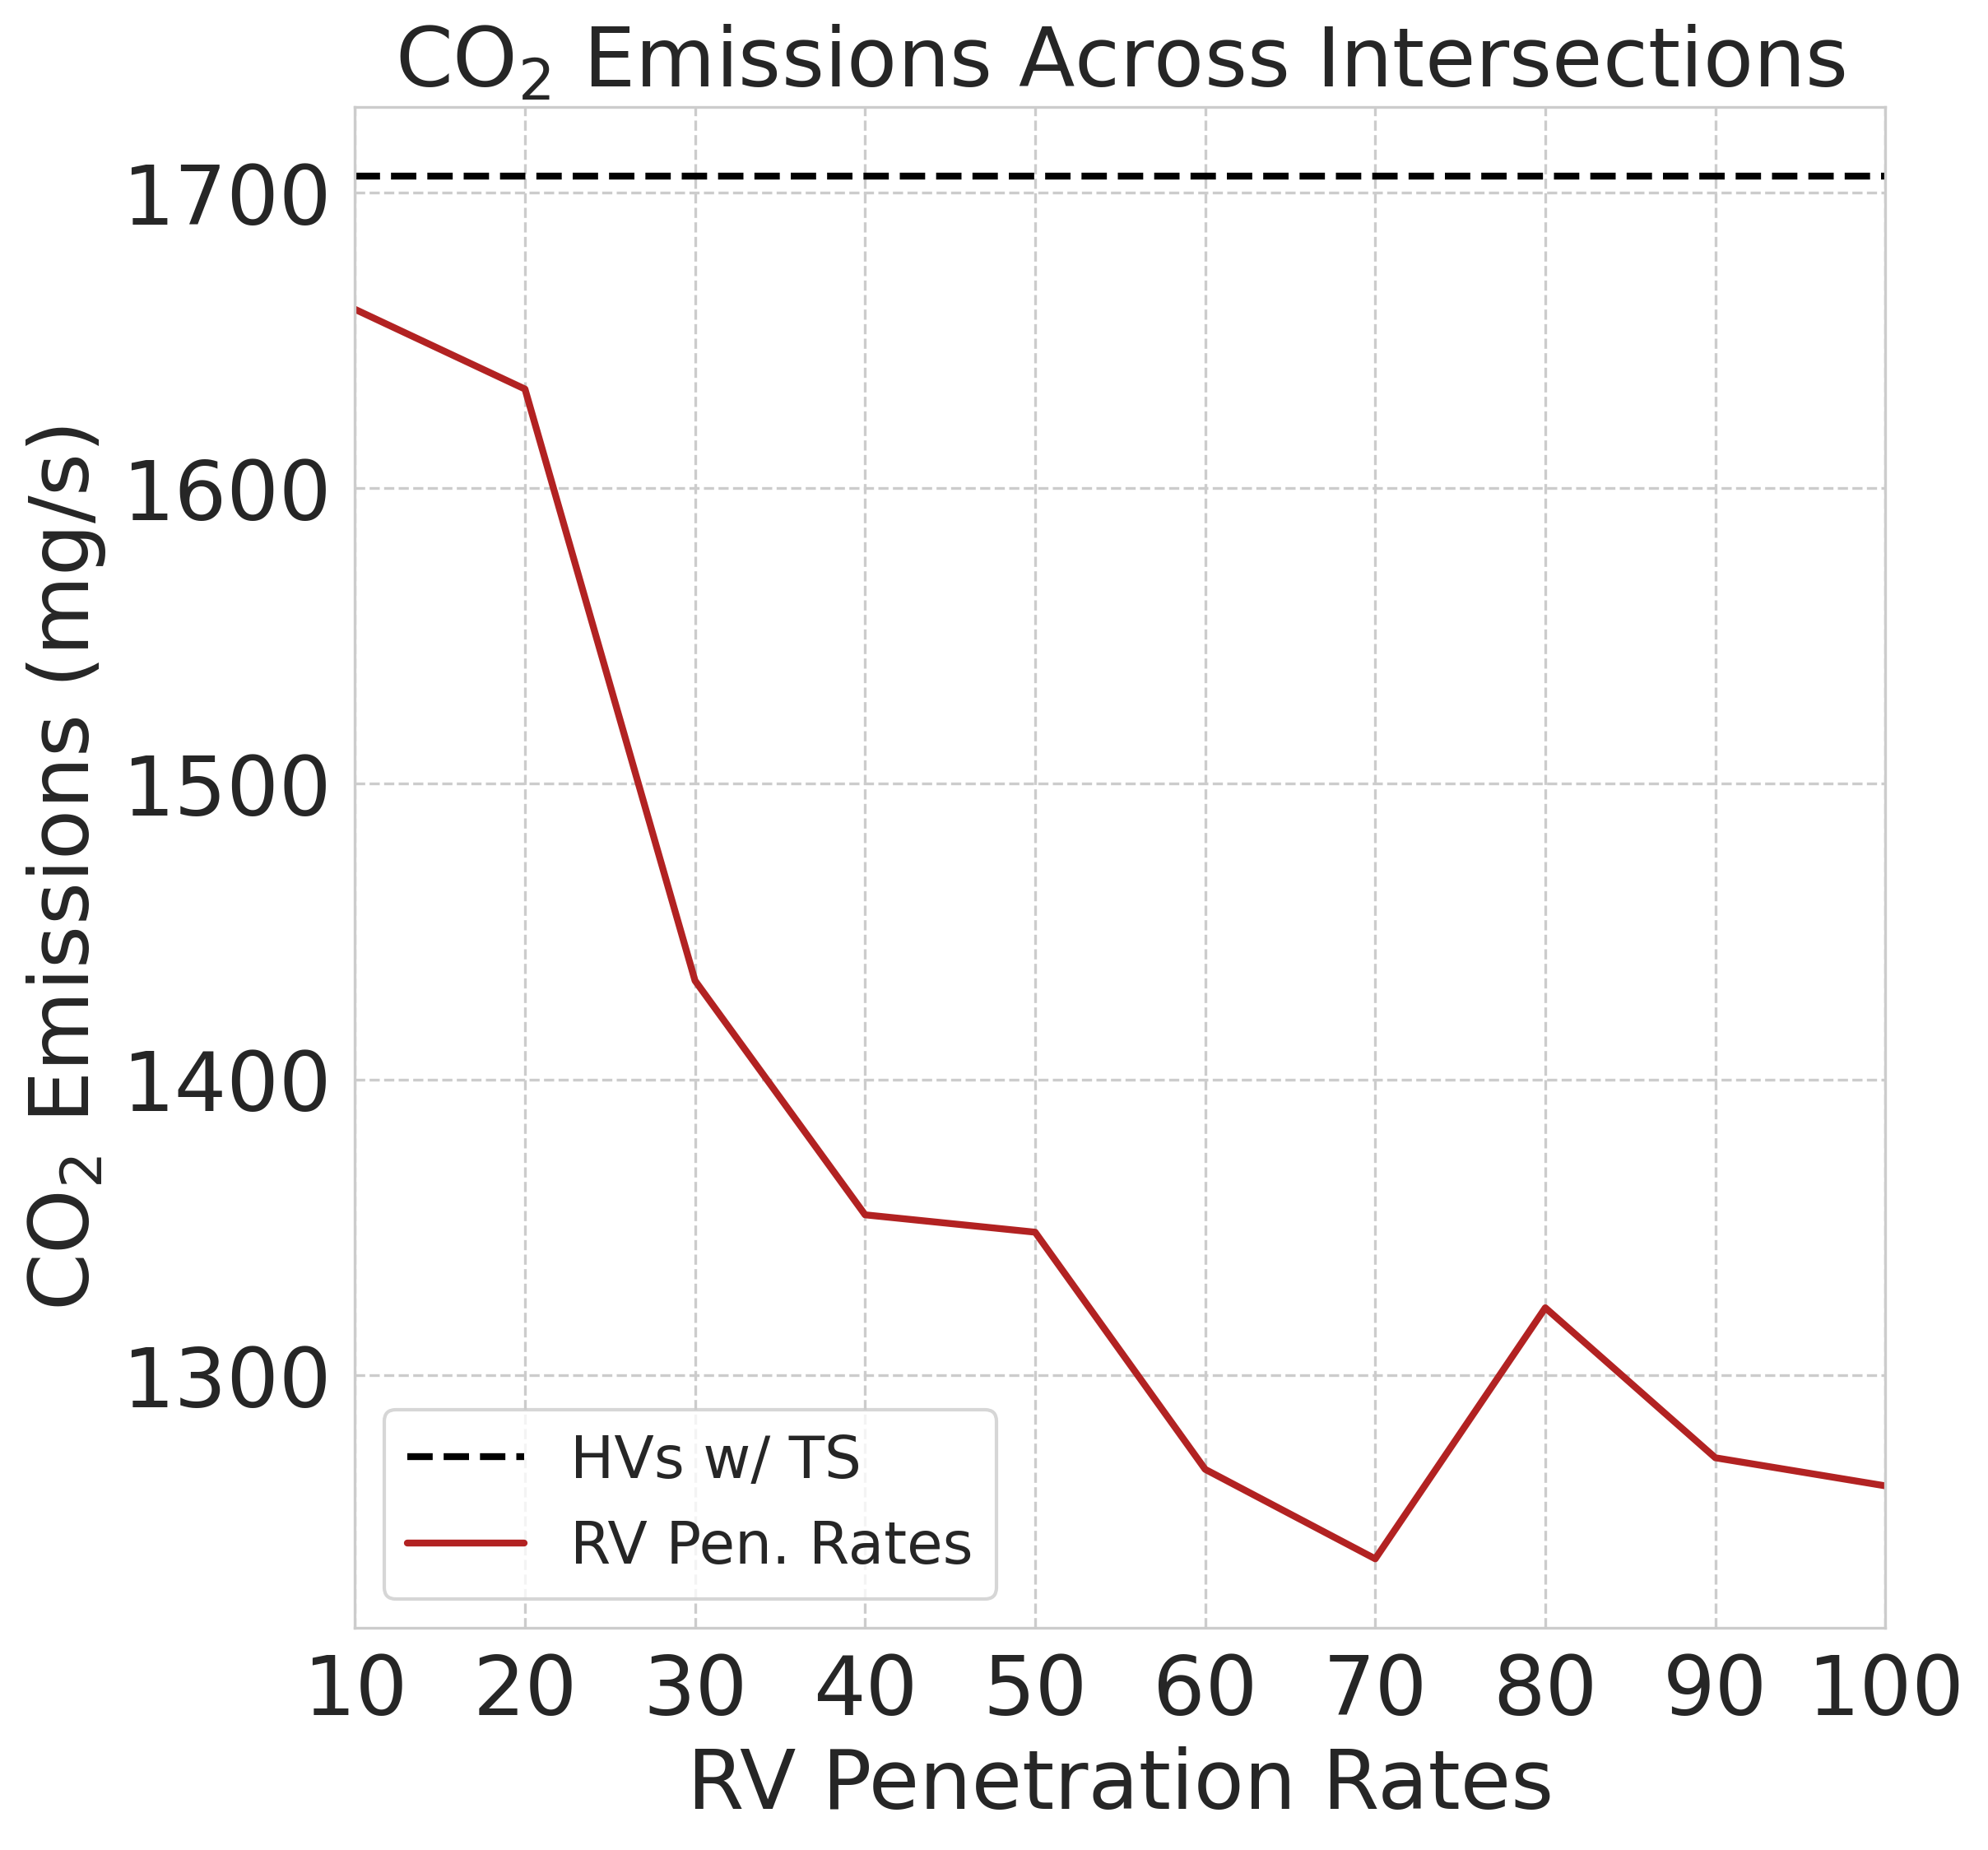 CO₂ Emissions Across Intersections
CO₂ Emissions (mg/s)
1700
1600
1500
1400
1300
HVs w/ TS
RV Pen. Rates
10 20 30 40 50 60 70 80 90 100
RV Penetration Rates